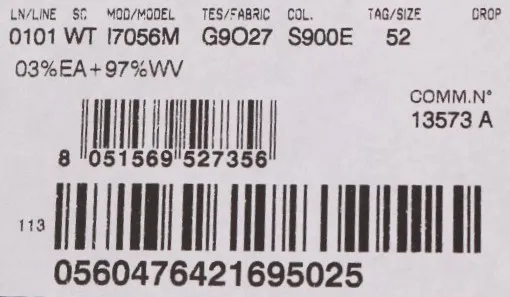 LN/LINE SC MOD/MODEL TES/FABRIC COL. TAG/SIZE DROP
0101 WT I7056M G9O27 S900E 52
03%EA+97%WV
COMM.N°
13573 A
8 051569 527356
113
0560476421695025